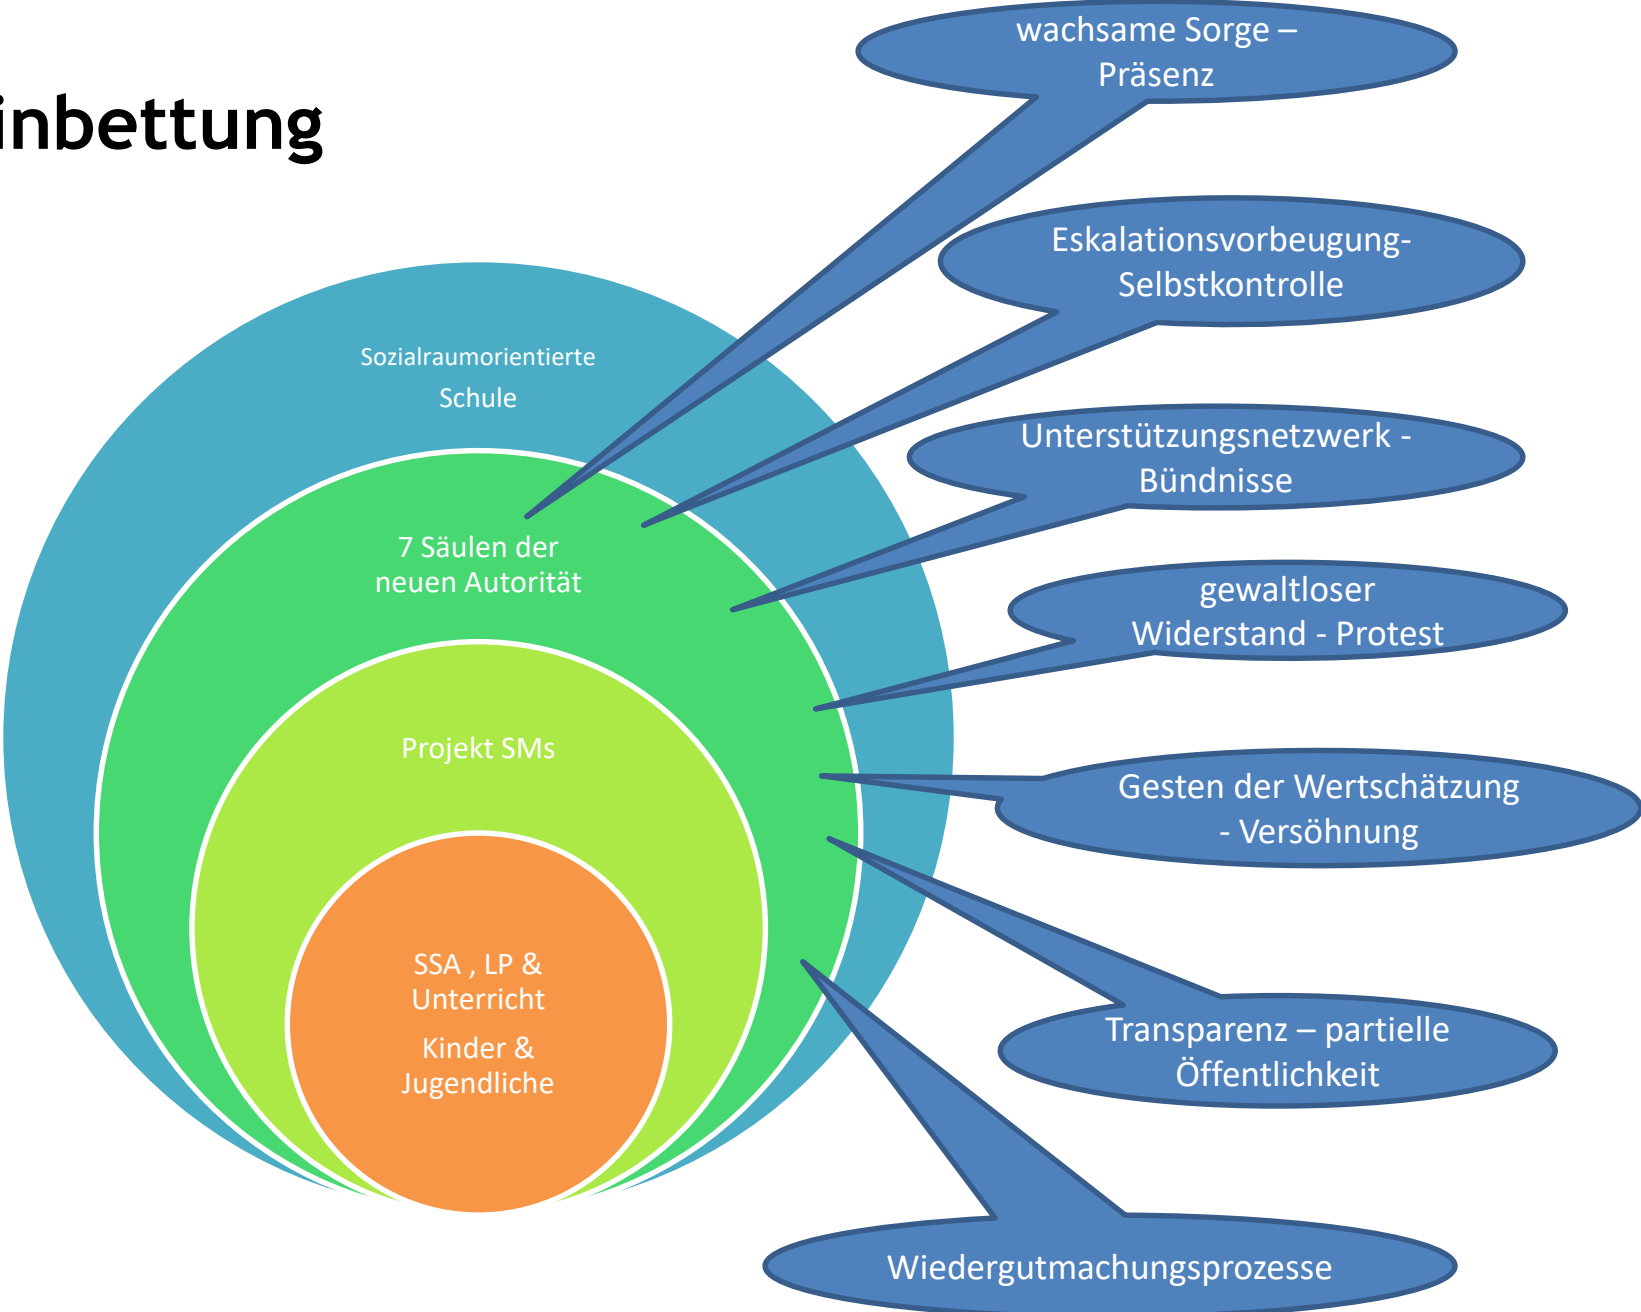 inbettung
wachsame Sorge –
Präsenz
Eskalationsvorbeugung-
Selbstkontrolle
Unterstützungsnetzwerk -
Bündnisse
gewaltloser
Widerstand - Protest
Gesten der Wertschätzung
- Versöhnung
Transparenz – partielle
Öffentlichkeit
Wiedergutmachungsprozesse
Sozialraumorientierte
Schule
7 Säulen der
neuen Autorität
Projekt SMs
SSA , LP &
Unterricht
Kinder &
Jugendliche